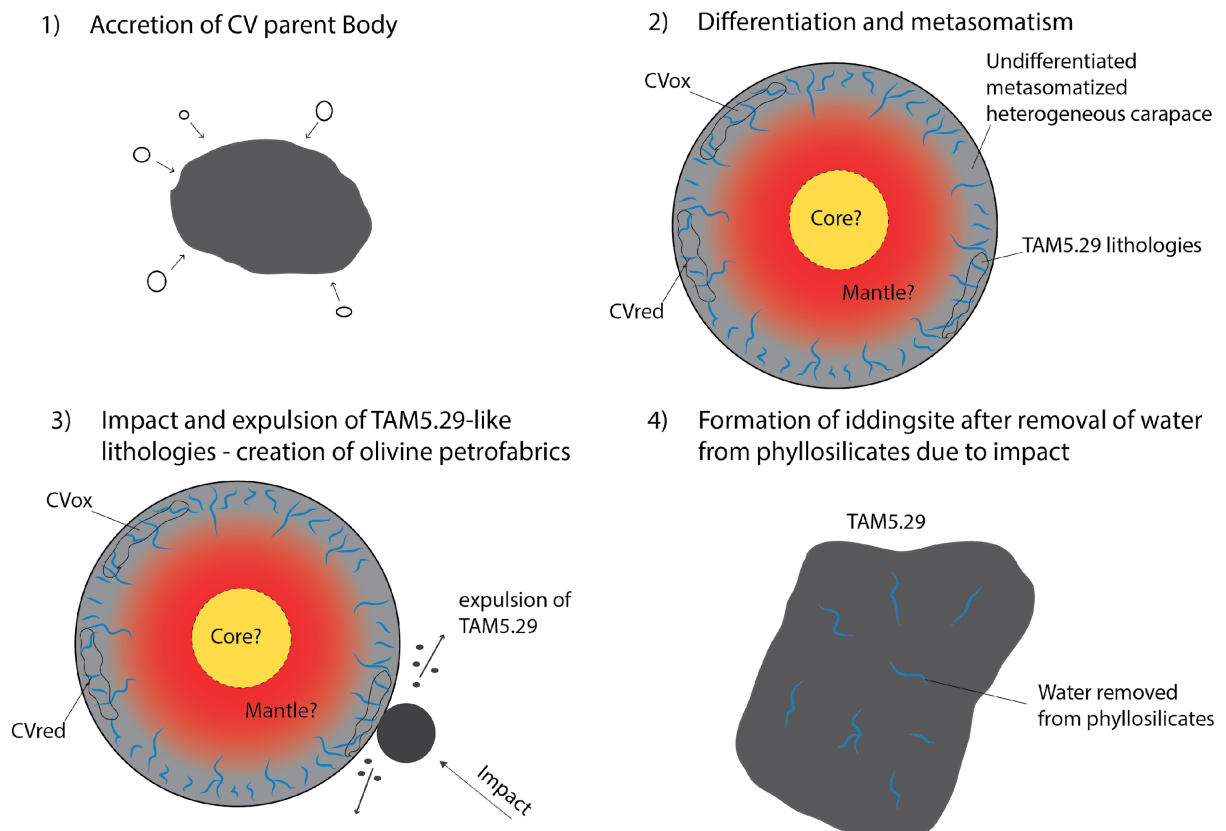 1) Accretion of CV parent Body
2) Differentiation and metasomatism
CVox
Undifferentiated
metasomatized
heterogeneous carapace
Core?
TAM5.29 lithologies
Mantle?
CVred
3) Impact and expulsion of TAM5.29-like
lithologies - creation of olivine petrofabrics
CVox
expulsion of
TAM5.29
Core?
Mantle?
CVred
Impact
4) Formation of iddingsite after removal of water
from phyllosilicates due to impact
TAM5.29
Water removed
from phyllosilicates